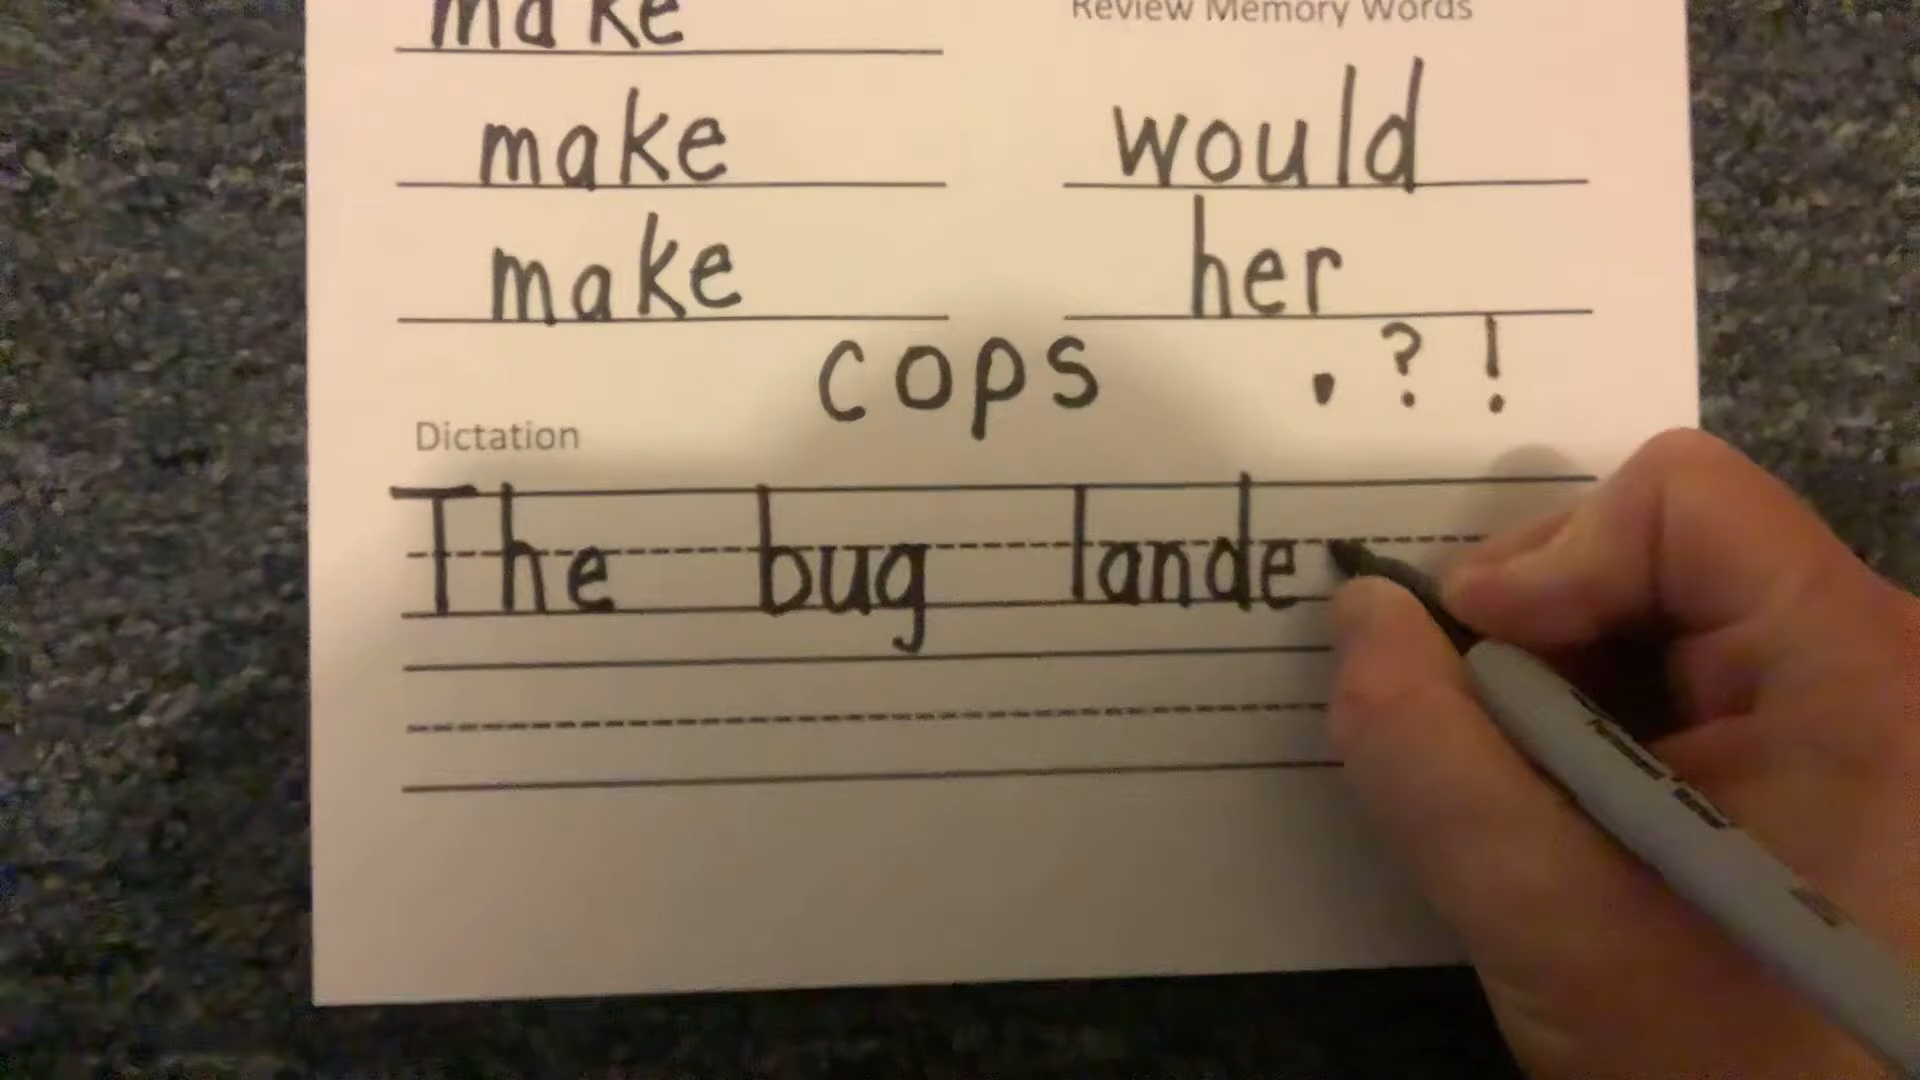 make
Review Memory Words
make
would
make
her
cops . ? !
Dictation
The bug lande